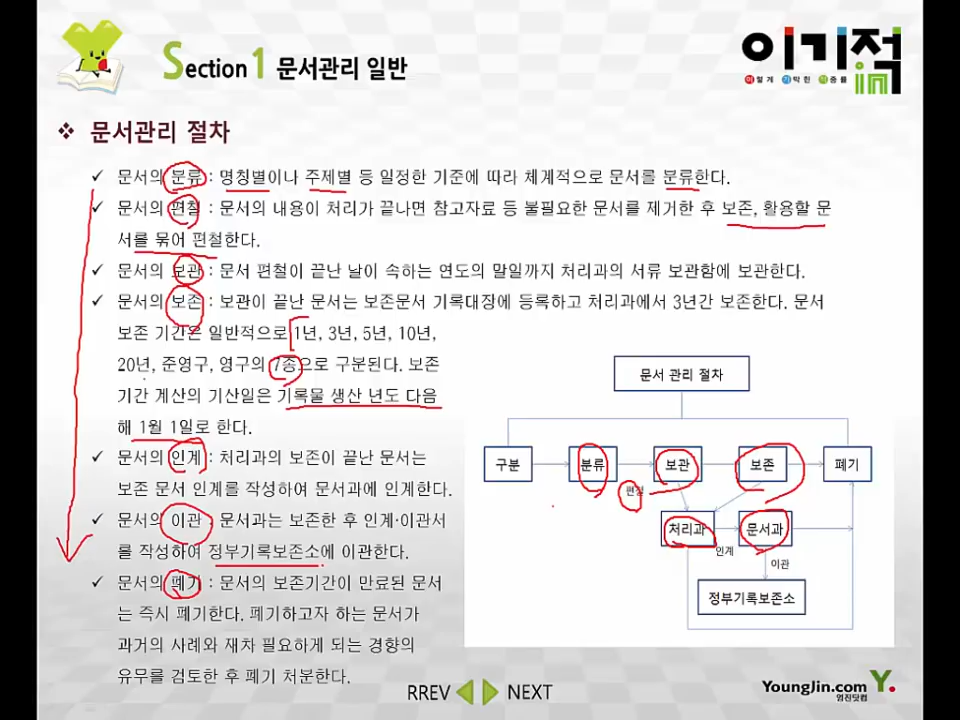 Section 1 문서관리 일반
이기적in
이렇게 기막힌 적중률
❖ 문서관리 절차
✓ 문서의 분류 : 명칭별이나 주제별 등 일정한 기준에 따라 체계적으로 문서를 분류한다.
✓ 문서의 편철 : 문서의 내용이 처리가 끝나면 참고자료 등 불필요한 문서를 제거한 후 보존, 활용할 문
서를 묶어 편철한다.
✓ 문서의 보관 : 문서 편철이 끝난 날이 속하는 연도의 말일까지 처리과의 서류 보관함에 보관한다.
✓ 문서의 보존 : 보관이 끝난 문서는 보존문서 기록대장에 등록하고 처리과에서 3년간 보존한다. 문서
보존 기간은 일반적으로 1년, 3년, 5년, 10년,
20년, 준영구, 영구의 7종으로 구분된다. 보존
기간 계산의 기산일은 기록물 생산 년도 다음
해 1월 1일로 한다.
✓ 문서의 인계 : 처리과의 보존이 끝난 문서는
보존 문서 인계를 작성하여 문서과에 인계한다.
✓ 문서의 이관 : 문서과는 보존한 후 인계·이관서
를 작성하여 정부기록보존소에 이관한다.
✓ 문서의 폐기 : 문서의 보존기간이 만료된 문서
는 즉시 폐기한다. 폐기하고자 하는 문서가
과거의 사례와 재차 필요하게 되는 경향의
유무를 검토한 후 폐기 처분한다.
문서 관리 절차
구분 분류 보관 보존 폐기
편철
처리과 문서과
인계
이관
정부기록보존소
RREV NEXT
YoungJin.com Y.
영진닷컴